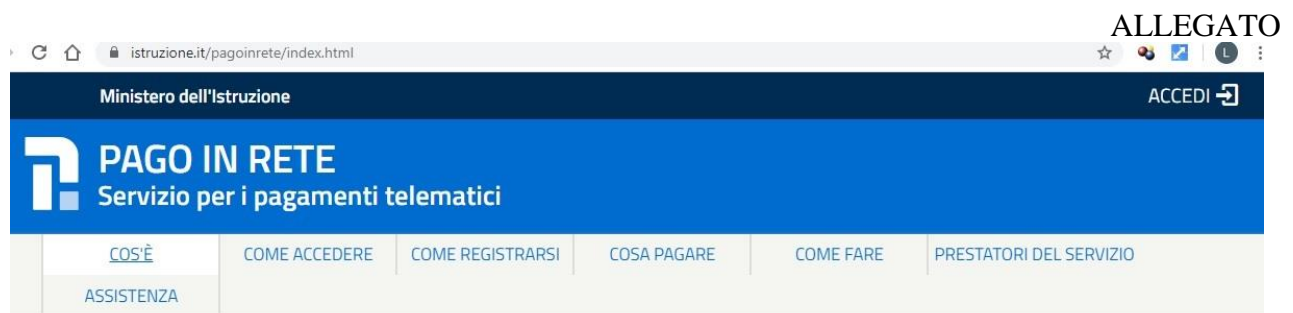 ALLEGATO
istruzione.it/pagoinrete/index.html
L
Ministero dell'Istruzione
ACCEDI
PAGO IN RETE
Servizio per i pagamenti telematici
COS'È COME ACCEDERE COME REGISTRARSI COSA PAGARE COME FARE PRESTATORI DEL SERVIZIO
ASSISTENZA